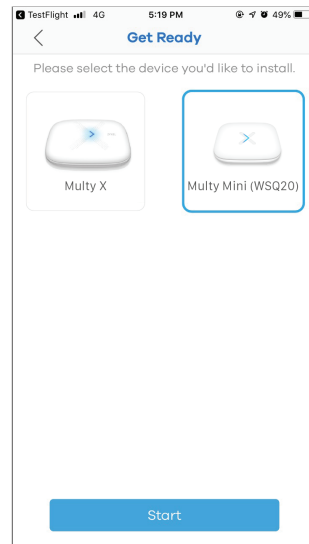 TestFlight 4G 5:19 PM 49%
Get Ready
Please select the device you'd like to install.
Multy X Multy Mini (WSQ20)
Start